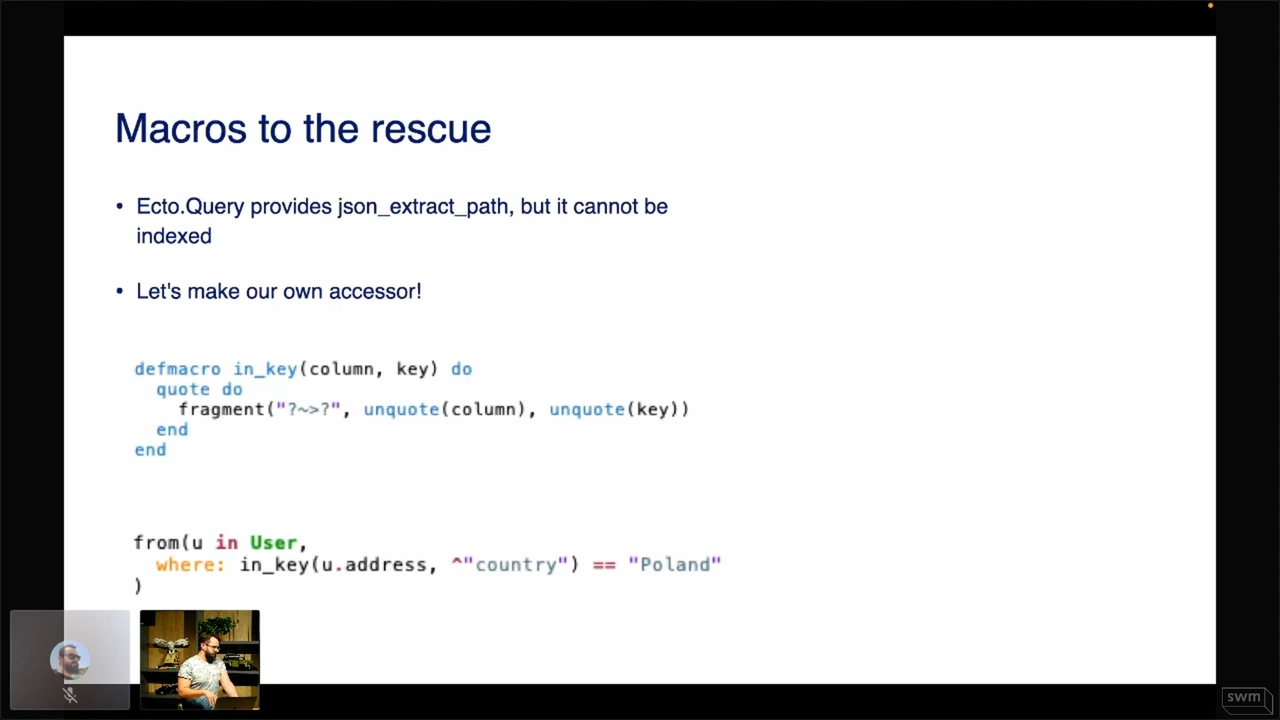 Macros to the rescue
• Ecto.Query provides json_extract_path, but it cannot be
indexed
• Let's make our own accessor!
defmacro in_key(column, key) do
  quote do
    fragment("?~>?", unquote(column), unquote(key))
  end
end
from(u in User,
  where: in_key(u.address, ^"country") == "Poland"
)
swm